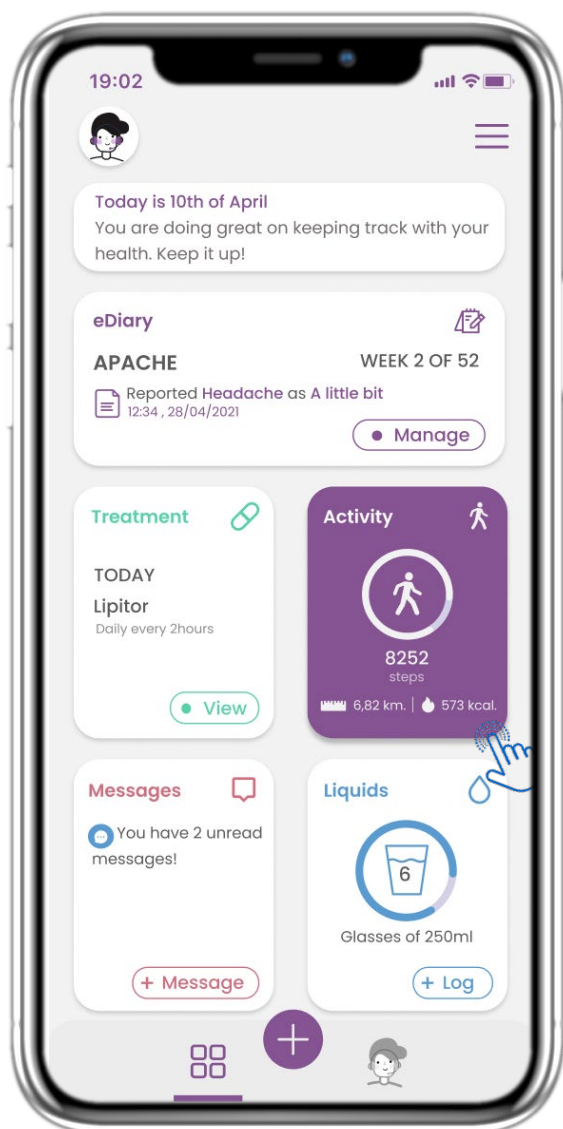 19:02
Today is 10th of April
You are doing great on keeping track with your
health. Keep it up!
eDiary
APACHE
WEEK 2 OF 52
Reported Headache as A little bit
12:34 , 28/04/2021
Manage
Treatment
TODAY
Lipitor
Daily every 2hours
View
Activity
8252
steps
6,82 km.
573 kcal.
Messages
You have 2 unread
messages!
+ Message
Liquids
6
Glasses of 250ml
+ Log